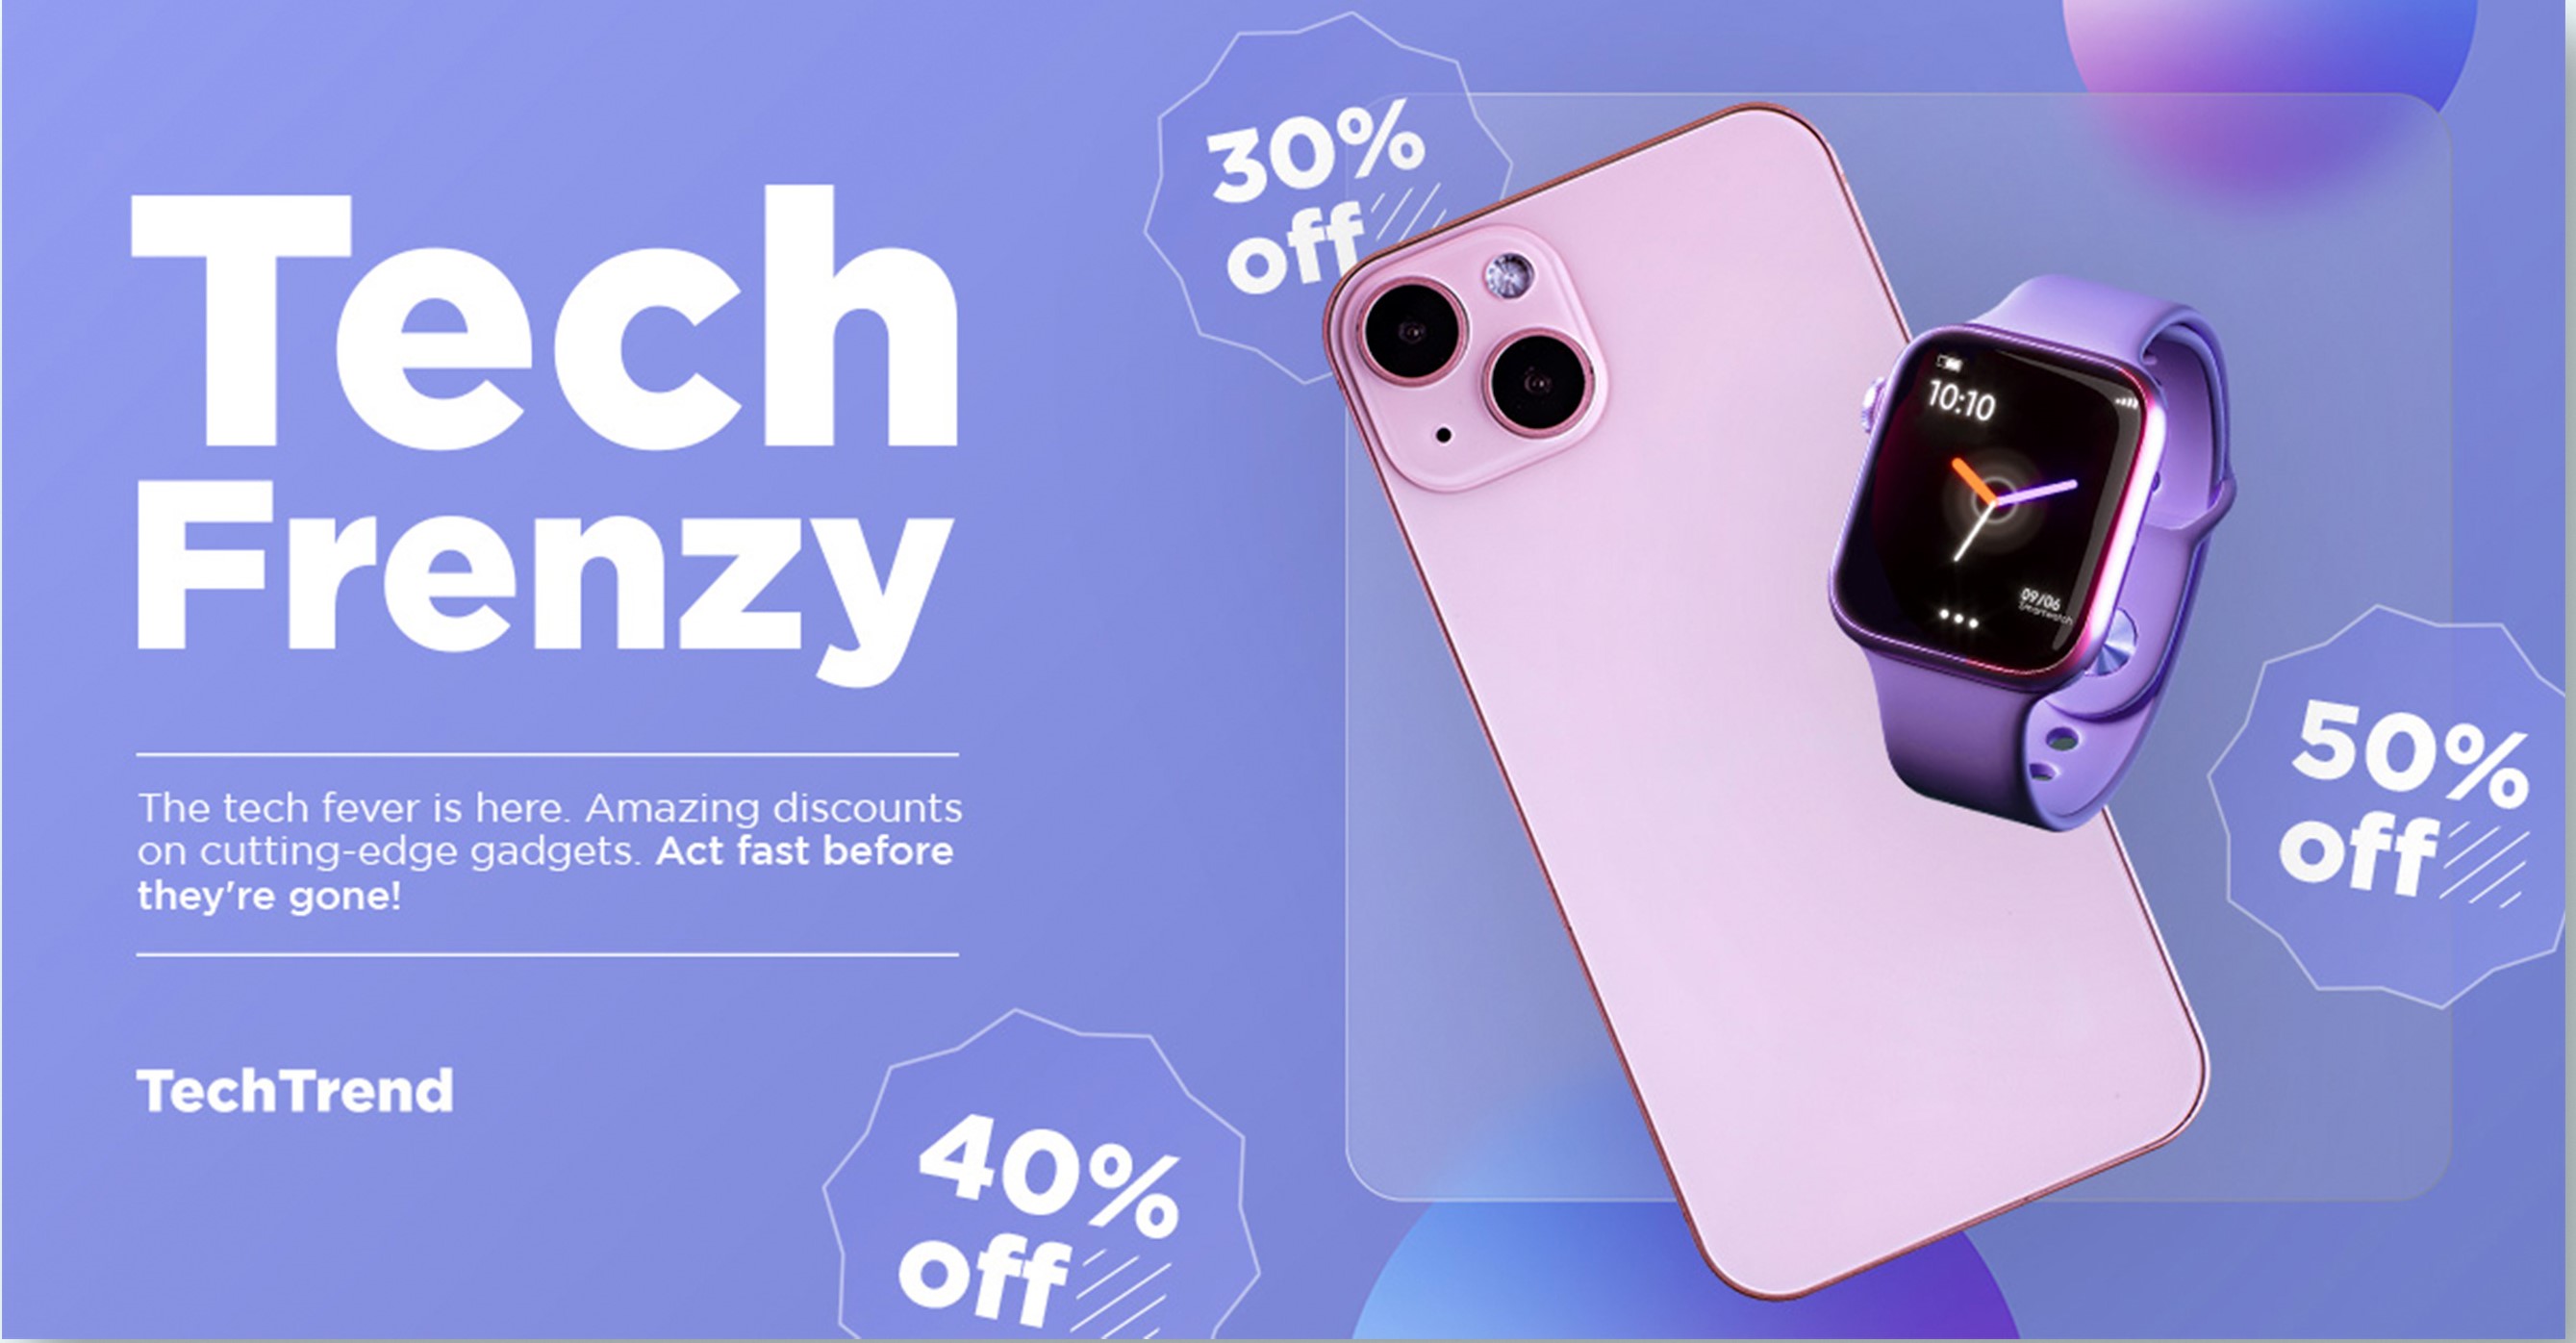 Tech
Frenzy
The tech fever is here. Amazing discounts
on cutting-edge gadgets. Act fast before
they're gone!
TechTrend
30%
off
10:10
09/06
Smartwatch
50%
off
40%
off